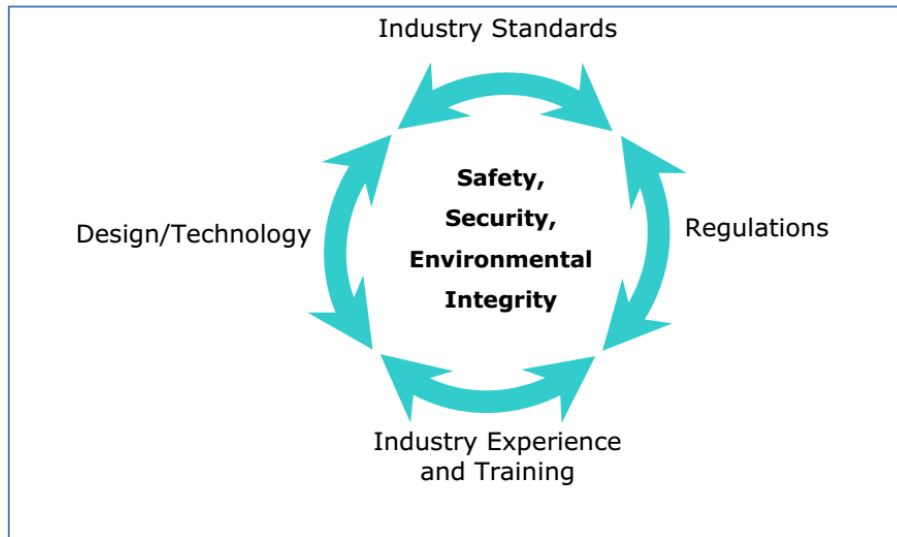 Industry Standards
Safety,
Security,
Environmental
Integrity
Design/Technology
Regulations
Industry Experience
and Training